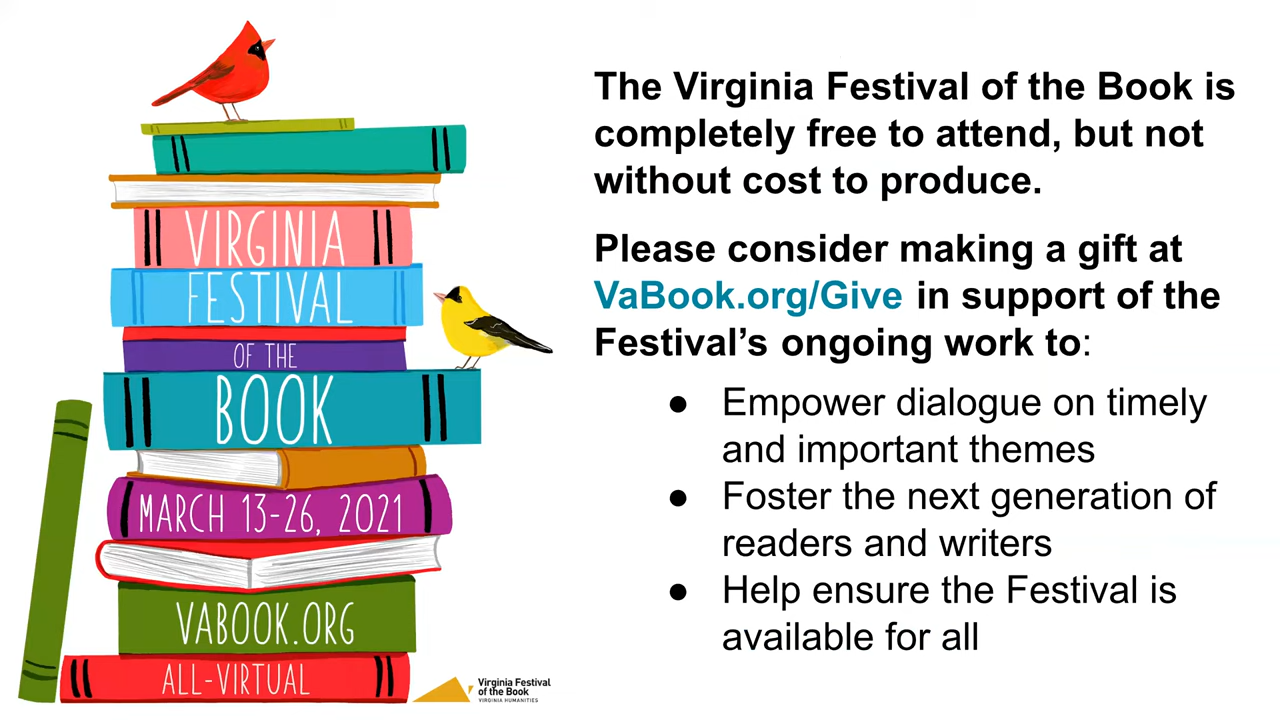 VIRGINIA
FESTIVAL
OF THE
BOOK
MARCH 13-26, 2021
VABOOK.ORG
ALL-VIRTUAL
Virginia Festival
of the Book
VIRGINIA HUMANITIES
The Virginia Festival of the Book is
completely free to attend, but not
without cost to produce.
Please consider making a gift at
VaBook.org/Give in support of the
Festival’s ongoing work to:
● Empower dialogue on timely
and important themes
● Foster the next generation of
readers and writers
● Help ensure the Festival is
available for all